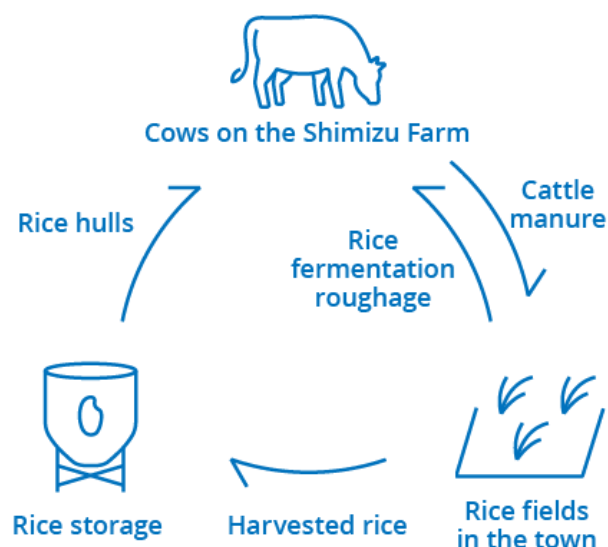 Cows on the Shimizu Farm
Rice hulls
Cattle
manure
Rice
fermentation
roughage
Rice storage
Harvested rice
Rice fields
in the town